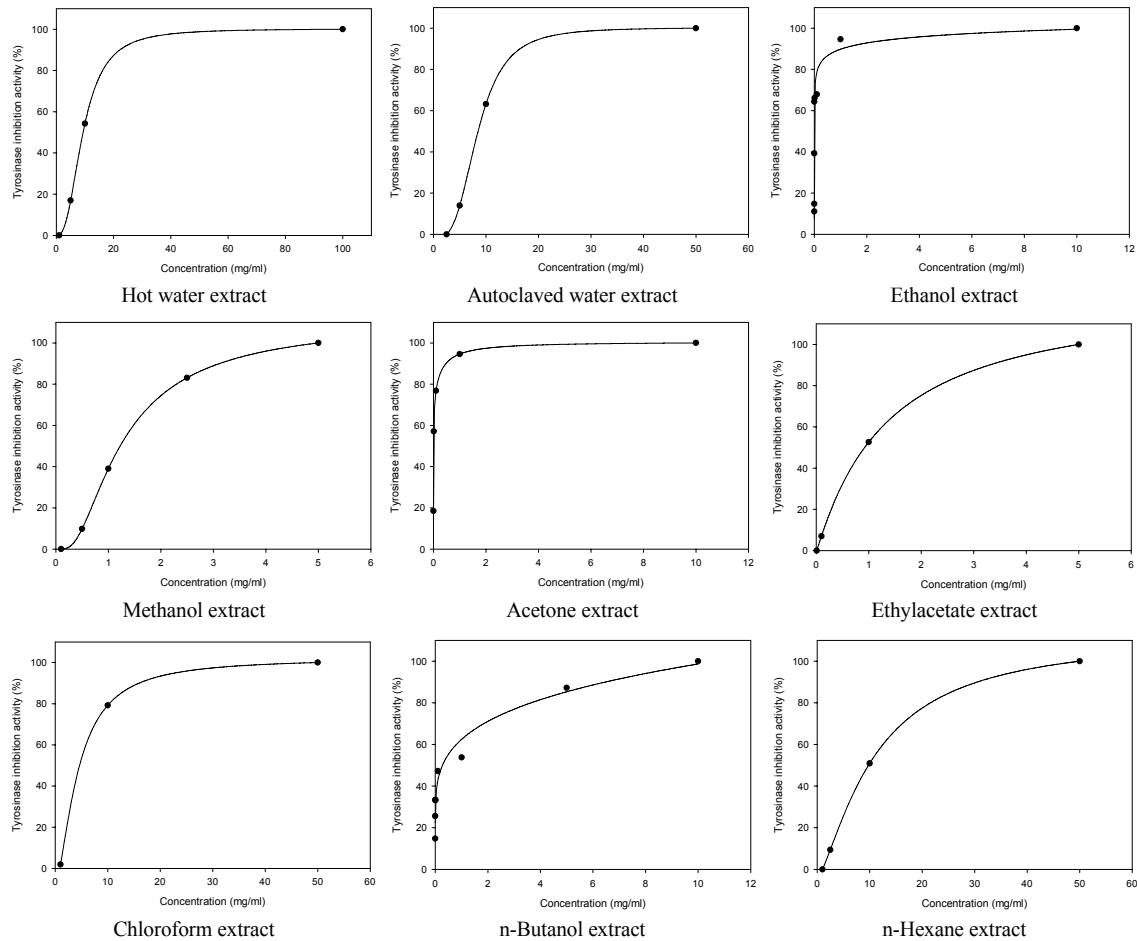 Tyrosinase inhibition activity (%)
100
80
60
40
20
0
0 20 40 60 80 100
Concentration (mg/ml)
Hot water extract
Tyrosinase inhibition activity (%)
100
80
60
40
20
0
0 10 20 30 40 50 60
Concentration (mg/ml)
Autoclaved water extract
Tyrosinase inhibition activity (%)
100
80
60
40
20
0
0 2 4 6 8 10 12
Concentration (mg/ml)
Ethanol extract
Tyrosinase inhibition activity (%)
100
80
60
40
20
0
0 1 2 3 4 5 6
Concentration (mg/ml)
Methanol extract
Tyrosinase inhibition activity (%)
100
80
60
40
20
0
0 2 4 6 8 10 12
Concentration (mg/ml)
Acetone extract
Tyrosinase inhibition activity (%)
100
80
60
40
20
0
0 1 2 3 4 5 6
Concentration (mg/ml)
Ethylacetate extract
Tyrosinase inhibition activity (%)
100
80
60
40
20
0
0 10 20 30 40 50 60
Concentration (mg/ml)
Chloroform extract
Tyrosinase inhibition activity (%)
100
80
60
40
20
0
0 2 4 6 8 10 12
Concentration (mg/ml)
n-Butanol extract
Tyrosinase inhibition activity (%)
100
80
60
40
20
0
0 10 20 30 40 50 60
Concentration (mg/ml)
n-Hexane extract